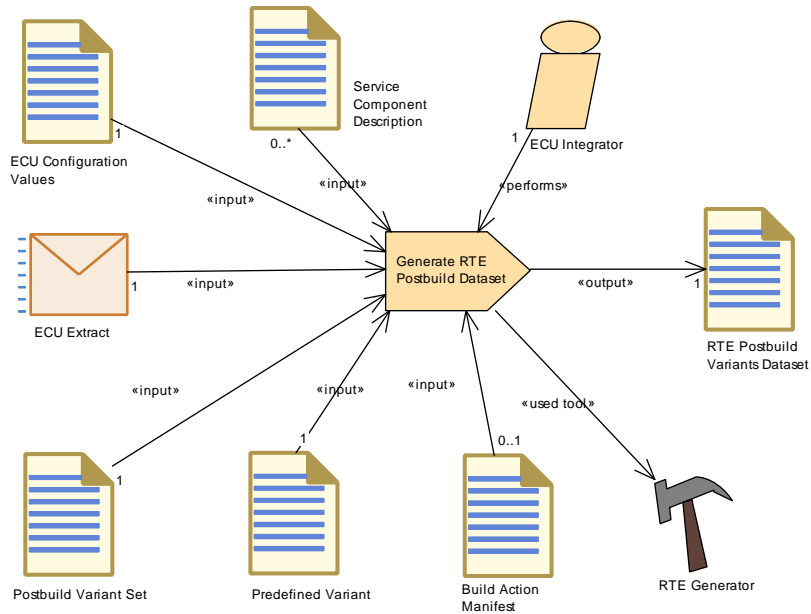 Service
Component
Description
1
0..*
1
ECU Configuration
Values
ECU Integrator
«input»
«input»
«performs»
Generate RTE
Postbuild Dataset
1
«input»
«output»
1
ECU Extract
RTE Postbuild
Variants Dataset
«input»
«input»
«input»
«used tool»
1
1
0..1
Postbuild Variant Set
Predefined Variant
Build Action
Manifest
RTE Generator